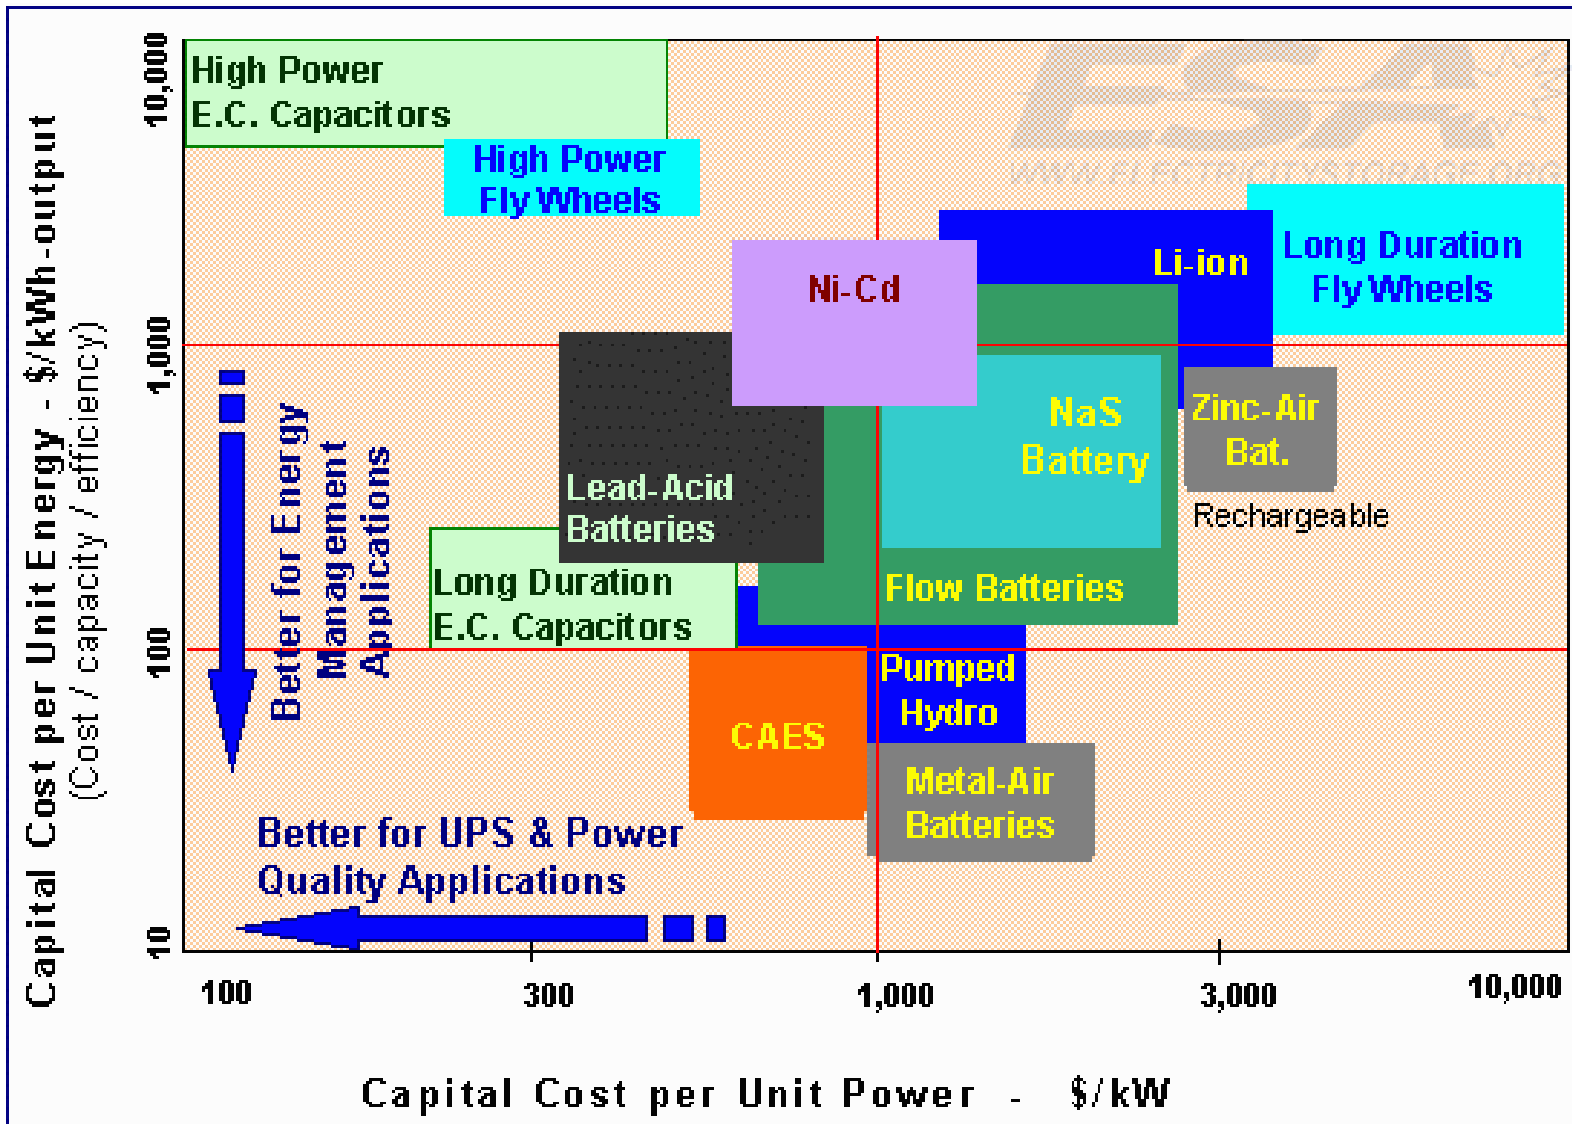 ESA
WWW.ELECTRICITYSTORAGE.ORG
Capital Cost per Unit Energy - $/kWh-output
(Cost / capacity / efficiency)
10,000
1,000
100
10
High Power
E.C. Capacitors
High Power
Fly Wheels
Long Duration
Fly Wheels
Li-ion
Ni-Cd
NaS
Battery
Zinc-Air
Bat.
Rechargeable
Lead-Acid
Batteries
Flow Batteries
Long Duration
E.C. Capacitors
Pumped
Hydro
CAES
Metal-Air
Batteries
Better for Energy
Management
Applications
Better for UPS & Power
Quality Applications
100
300
1,000
3,000
10,000
Capital Cost per Unit Power - $/kW